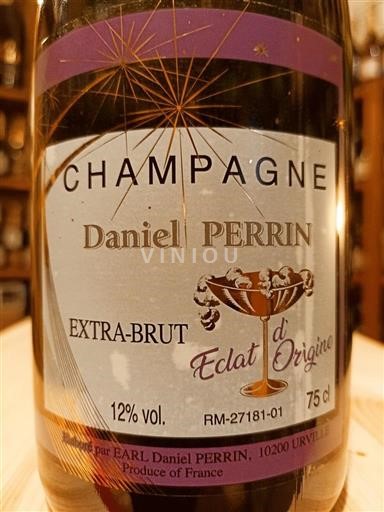 CHAMPAGNE
Daniel PERRIN
VINIOU
EXTRA-BRUT
Eclat d'Origine
12% vol.
RM-27181-01
75 cl
Elaboré par EARL Daniel PERRIN, 10200 URVILLE
Produce of France